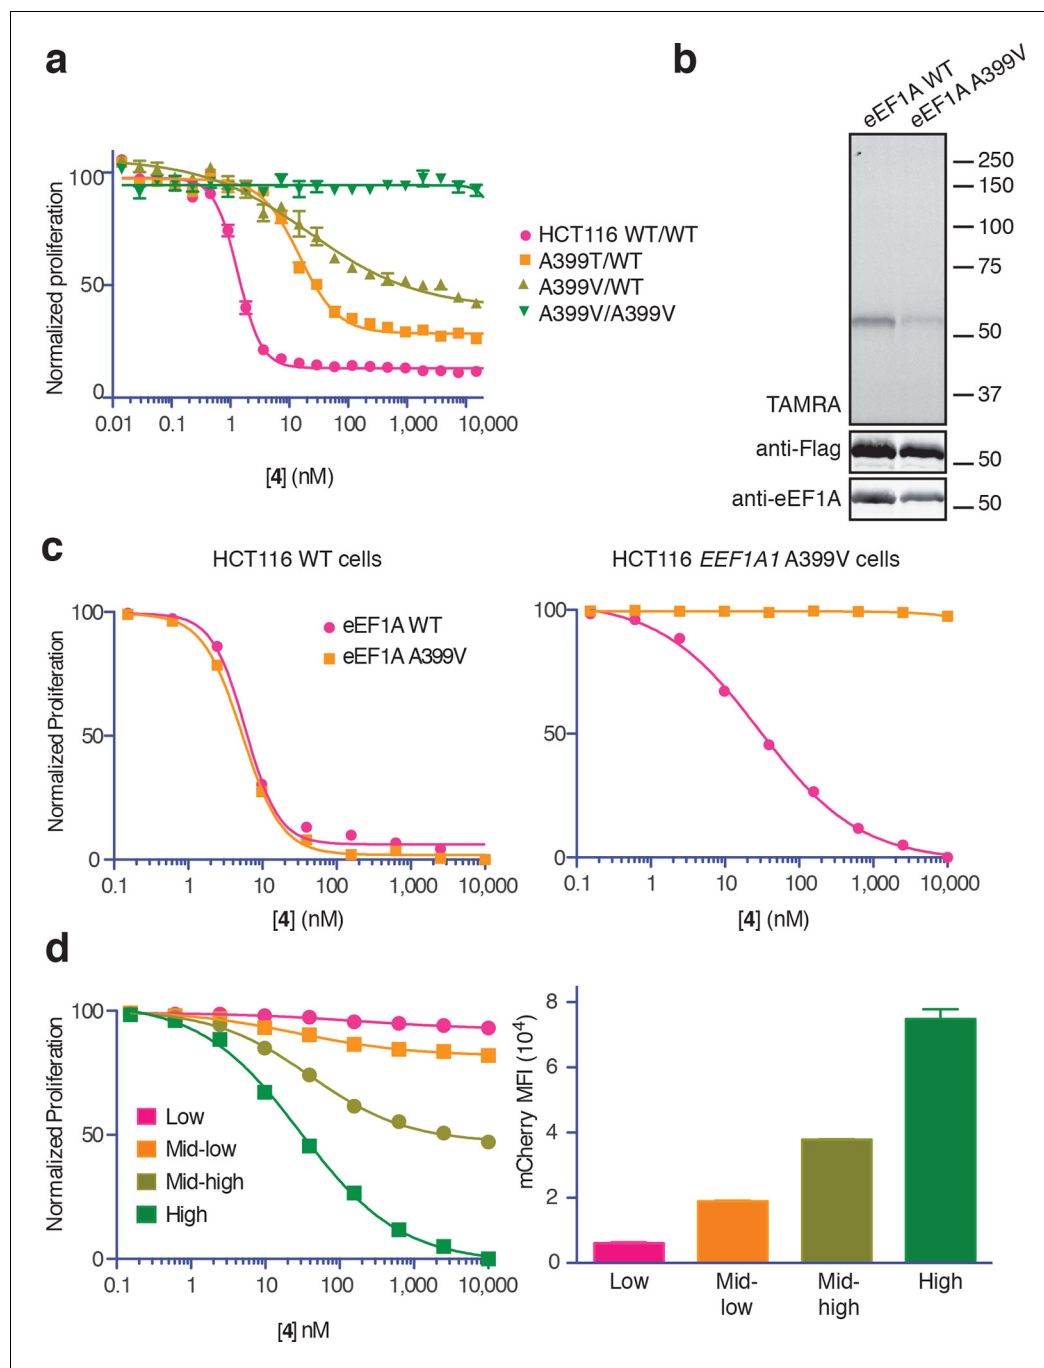 a
100
50
0
Normalized proliferation
0.01 0.1 1 10 100 1,000 10,000
[4] (nM)
HCT116 WT/WT
A399T/WT
A399V/WT
A399V/A399V
b
eEF1A WT
eEF1A A399V
250
150
100
75
50
37
TAMRA
anti-Flag
50
anti-eEF1A
50
c
HCT116 WT cells
100
50
0
Normalized Proliferation
eEF1A WT
eEF1A A399V
0.1 1 10 100 1,000 10,000
[4] (nM)
HCT116 EEF1A1 A399V cells
100
50
0
0.1 1 10 100 1,000 10,000
[4] (nM)
d
100
50
0
Normalized Proliferation
Low
Mid-low
Mid-high
High
0.1 1 10 100 1,000 10,000
[4] nM
8
6
4
2
0
mCherry MFI (10⁴)
Low
Mid-
low
Mid-
high
High